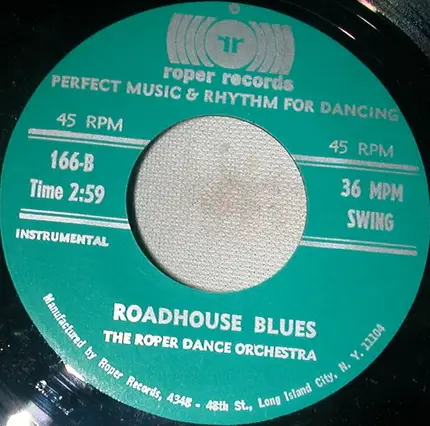 ®
rr
roper records
PERFECT MUSIC & RHYTHM FOR DANCING
45 RPM
45 RPM
166-B
Time 2:59
36 MPM
SWING
INSTRUMENTAL
ROADHOUSE BLUES
THE ROPER DANCE ORCHESTRA
Manufactured by Roper Records, 4348 - 48th St., Long Island City, N. Y. 11104